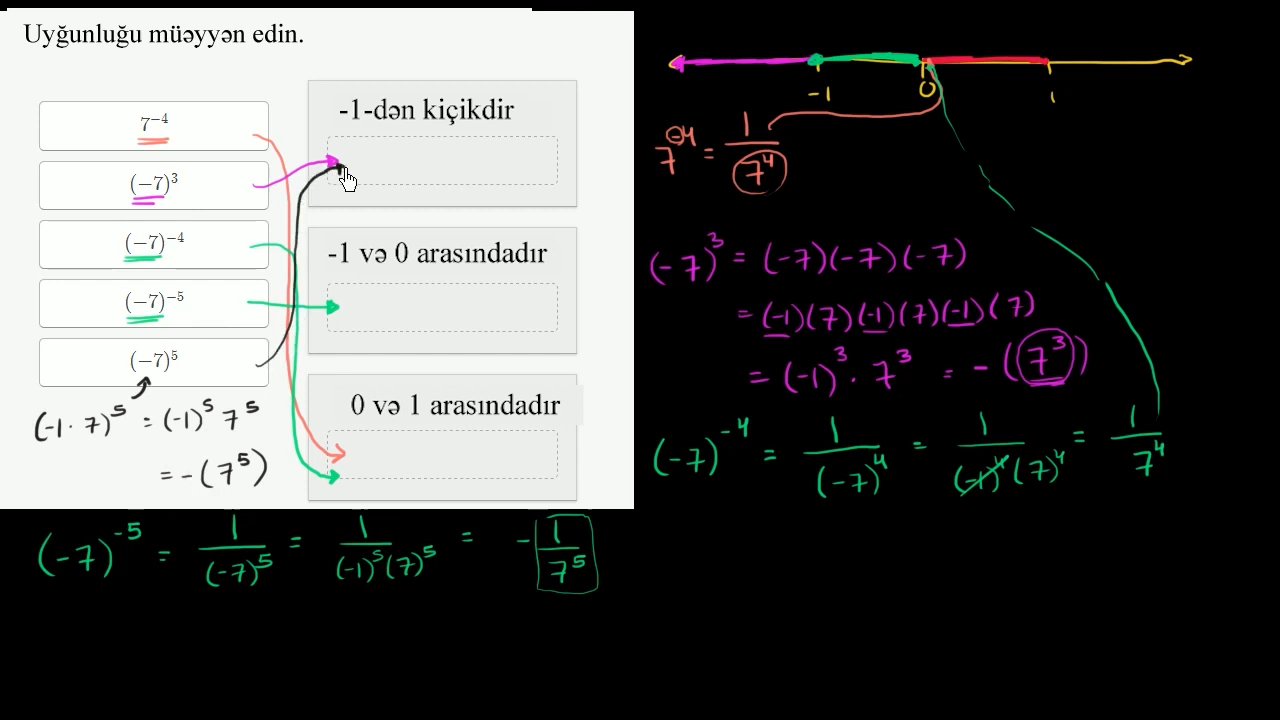 Uyğunluğu müəyyən edin.
7^{-4}
(-7)^3
(-7)^{-4}
(-7)^{-5}
(-7)^5
(-1·7)^5 = (-1)^5 7^5
= -(7^5)
-1-dən kiçikdir
-1 və 0 arasındadır
0 və 1 arasındadır
-1 0 1
7^{-4} = 1/7^4
(-7)^3 = (-7)(-7)(-7)
= (-1)(7)(-1)(7)(-1)(7)
= (-1)^3 · 7^3 = -(7^3)
(-7)^{-4} = 1/(-7)^4 = 1/(-1)^4(7)^4 = 1/7^4
(-7)^{-5} = 1/(-7)^5 = 1/(-1)^5(7)^5 = -1/7^5